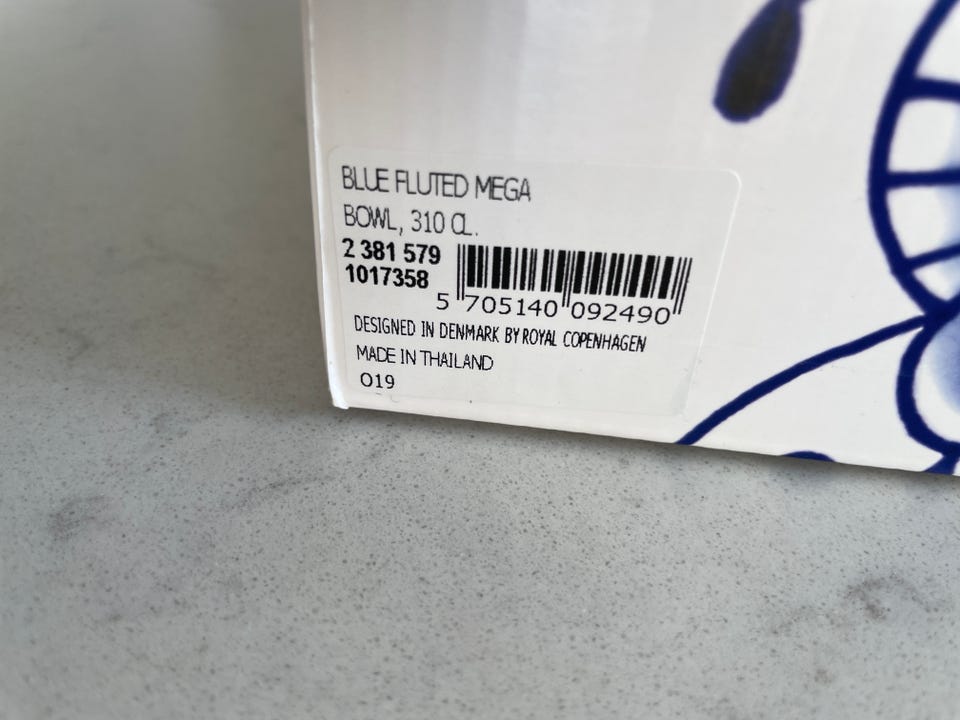 BLUE FLUTED MEGA
BOWL, 310 CL.
2 381 579
1017358
5 705140 092490
DESIGNED IN DENMARK BY ROYAL COPENHAGEN
MADE IN THAILAND
O19